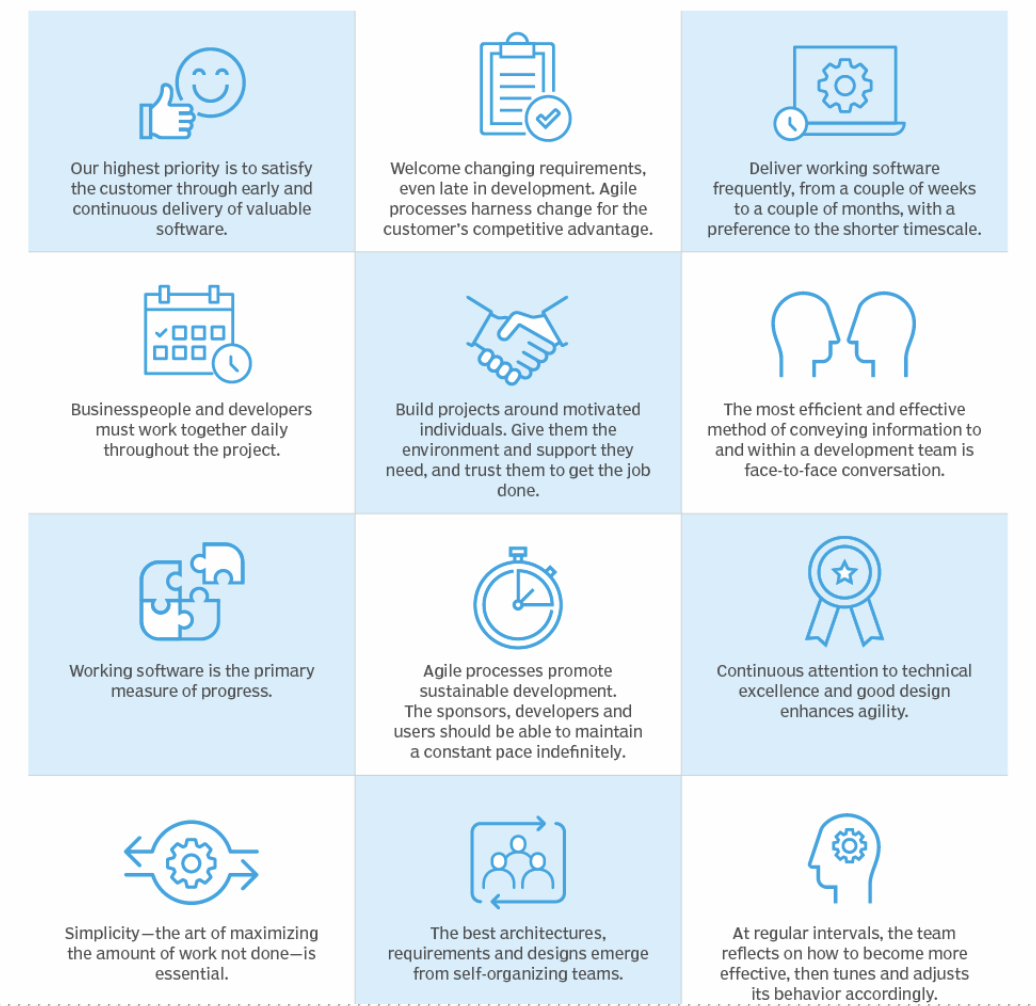 Our highest priority is to satisfy
the customer through early and
continuous delivery of valuable
software.
Welcome changing requirements,
even late in development. Agile
processes harness change for the
customer's competitive advantage.
Deliver working software
frequently, from a couple of weeks
to a couple of months, with a
preference to the shorter timescale.
Businesspeople and developers
must work together daily
throughout the project.
Build projects around motivated
individuals. Give them the
environment and support they
need, and trust them to get the job
done.
The most efficient and effective
method of conveying information to
and within a development team is
face-to-face conversation.
Working software is the primary
measure of progress.
Agile processes promote
sustainable development.
The sponsors, developers and
users should be able to maintain
a constant pace indefinitely.
Continuous attention to technical
excellence and good design
enhances agility.
Simplicity—the art of maximizing
the amount of work not done—is
essential.
The best architectures,
requirements and designs emerge
from self-organizing teams.
At regular intervals, the team
reflects on how to become more
effective, then tunes and adjusts
its behavior accordingly.